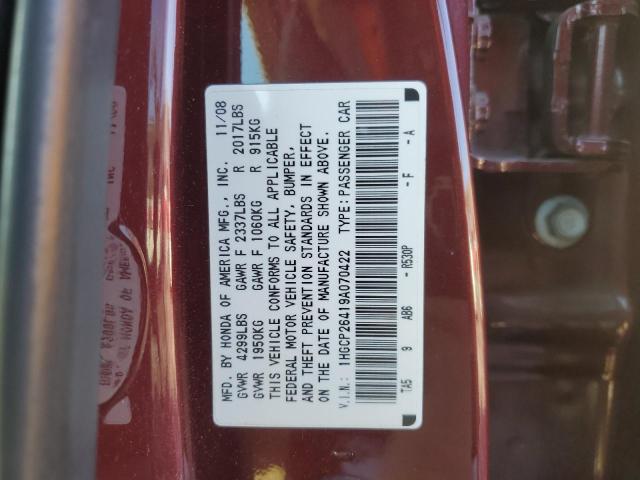 MFD. BY HONDA OF AMERICA MFG., INC. 11/08
GVWR 4299LBS GAWR F 2337LBS R 2017LBS
GVWR 1950KG GAWR F 1060KG R 915KG
THIS VEHICLE CONFORMS TO ALL APPLICABLE
FEDERAL MOTOR VEHICLE SAFETY, BUMPER,
AND THEFT PREVENTION STANDARDS IN EFFECT
ON THE DATE OF MANUFACTURE SHOWN ABOVE.
V.I.N.: 1HGCP26419A070422 TYPE:PASSENGER CAR
TA5 9 AB6 - R530P - F - A